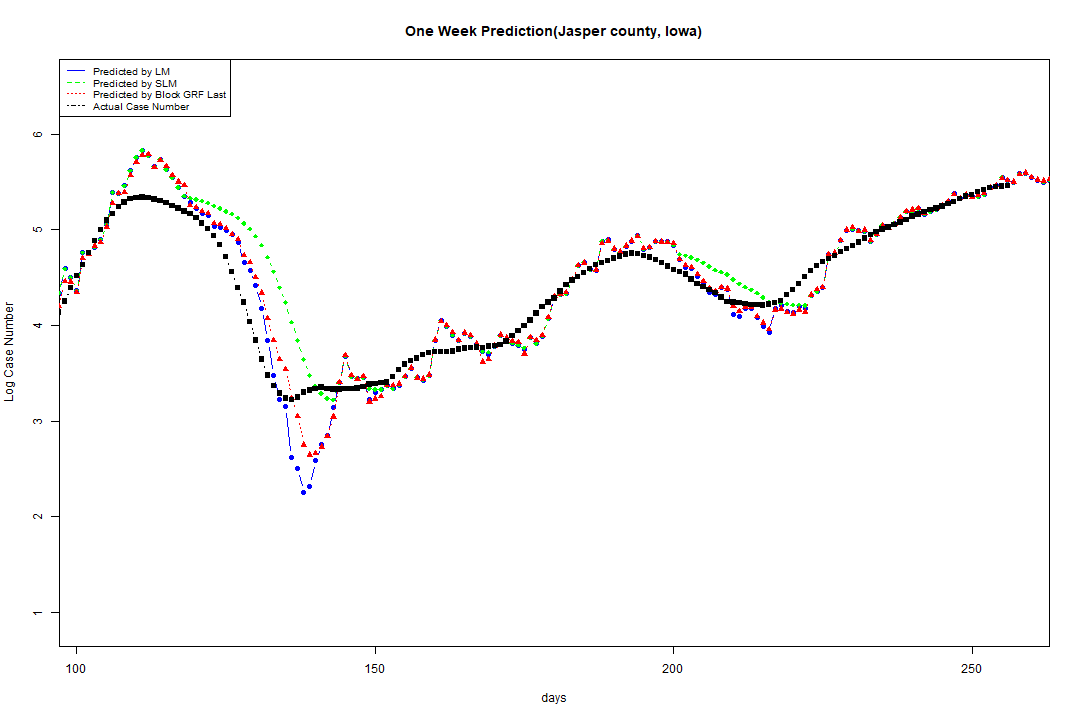 One Week Prediction(Jasper county, Iowa)
Predicted by LM
Predicted by SLM
Predicted by Block GRF Last
Actual Case Number
6
5
4
3
2
1
Log Case Number
100 150 200 250
days